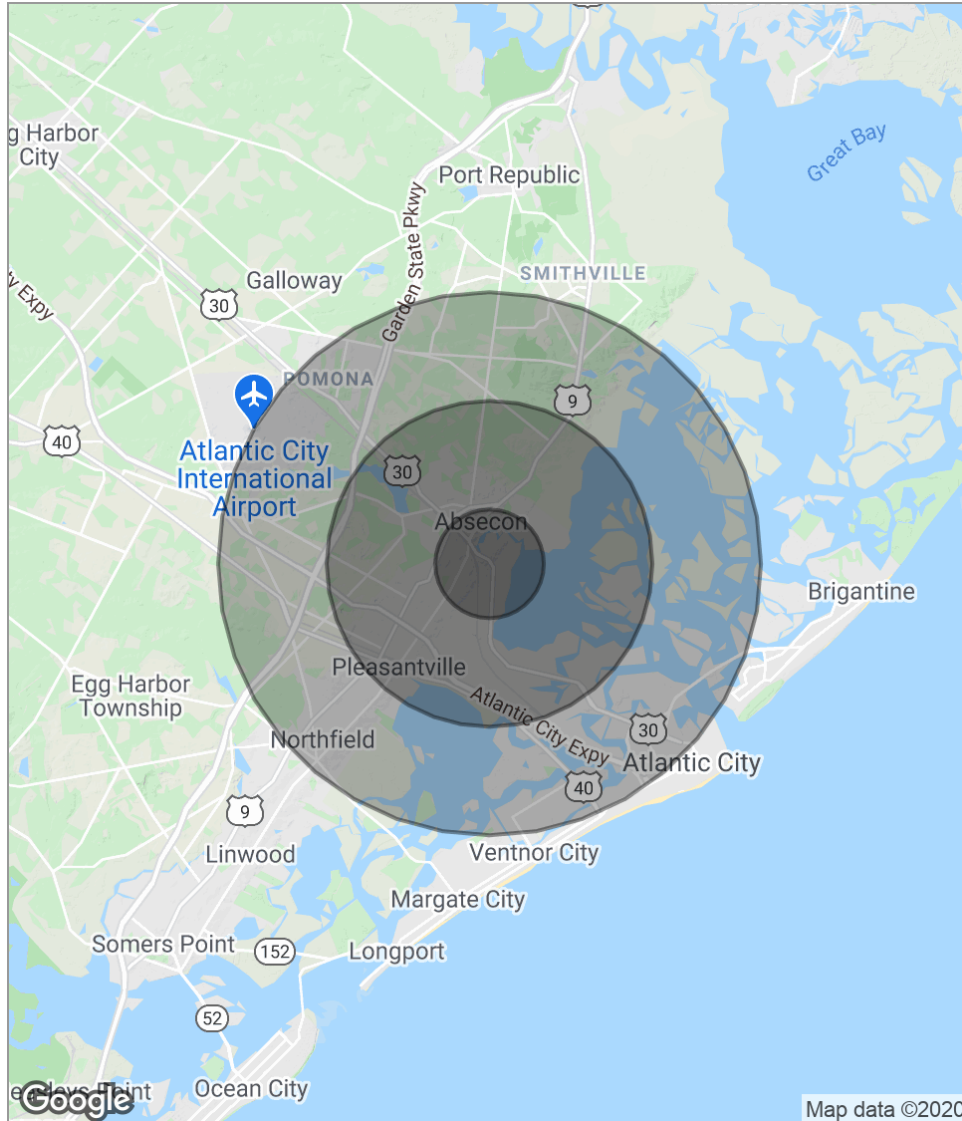 g Harbor
City
Great Bay
Port Republic
Garden State Pkwy
SMITHVILLE
Galloway
ty Expy
30
POMONA
9
40
Atlantic City
International
Airport
30
Absecon
Brigantine
Pleasantville
Egg Harbor
Township
Atlantic City Expy
30
Northfield
Atlantic City
40
9
Linwood
Ventnor City
Margate City
Somers Point
152
Longport
52
Ocean City
Google
Map data ©2020